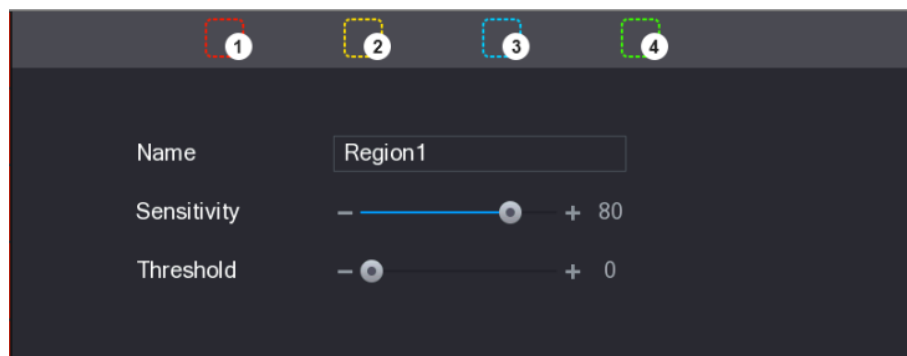 1 2 3 4
Name Region1
Sensitivity − + 80
Threshold − + 0